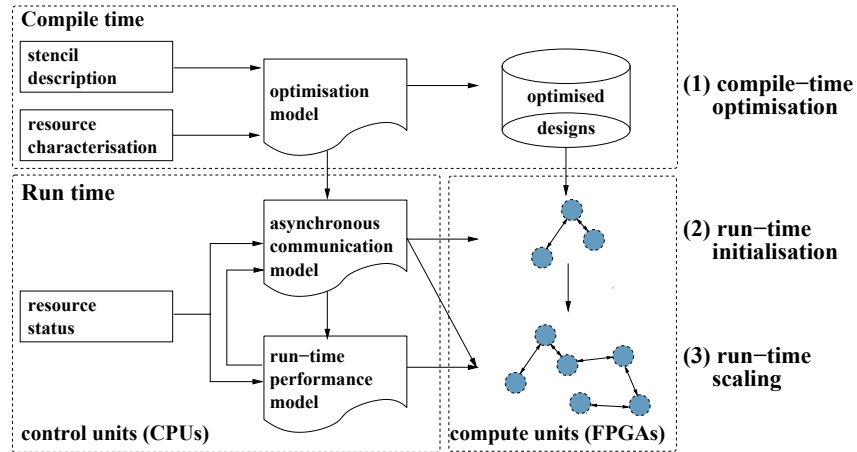 Compile time
stencil
description
resource
characterisation
optimisation
model
optimised
designs
(1) compile−time
optimisation
Run time
asynchronous
communication
model
resource
status
run−time
performance
model
control units (CPUs)
compute units (FPGAs)
(2) run−time
initialisation
(3) run−time
scaling